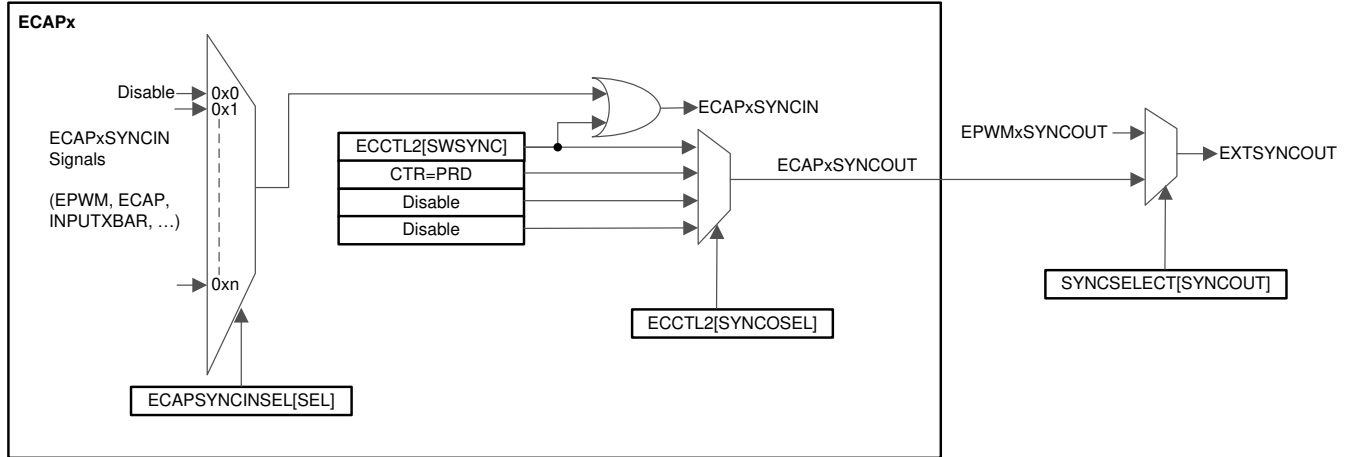 ECAPx
Disable
0x0
0x1
ECAPxSYNCIN
Signals
(EPWM, ECAP,
INPUTXBAR, …)
0xn
ECAPSYNCINSEL[SEL]
ECAPxSYNCIN
ECCTL2[SWSYNC]
CTR=PRD
Disable
Disable
ECAPxSYNCOUT
ECCTL2[SYNCOSEL]
EPWMxSYNCOUT
EXTSYNCOUT
SYNCSELECT[SYNCOUT]